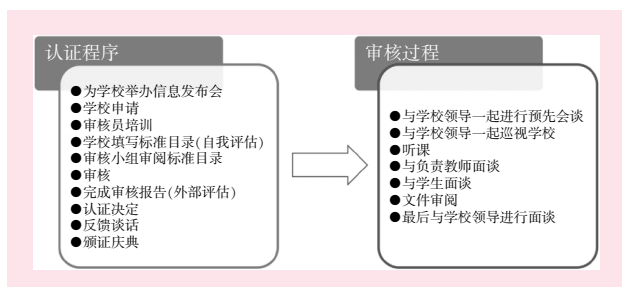 认证程序
●为学校举办信息发布会
●学校申请
●审核员培训
●学校填写标准目录(自我评估)
●审核小组审阅标准目录
●审核
●完成审核报告(外部评估)
●认证决定
●反馈谈话
●颁证庆典
审核过程
●与学校领导一起进行预先会谈
●与学校领导一起巡视学校
●听课
●与负责教师面谈
●与学生面谈
●文件审阅
●最后与学校领导进行面谈